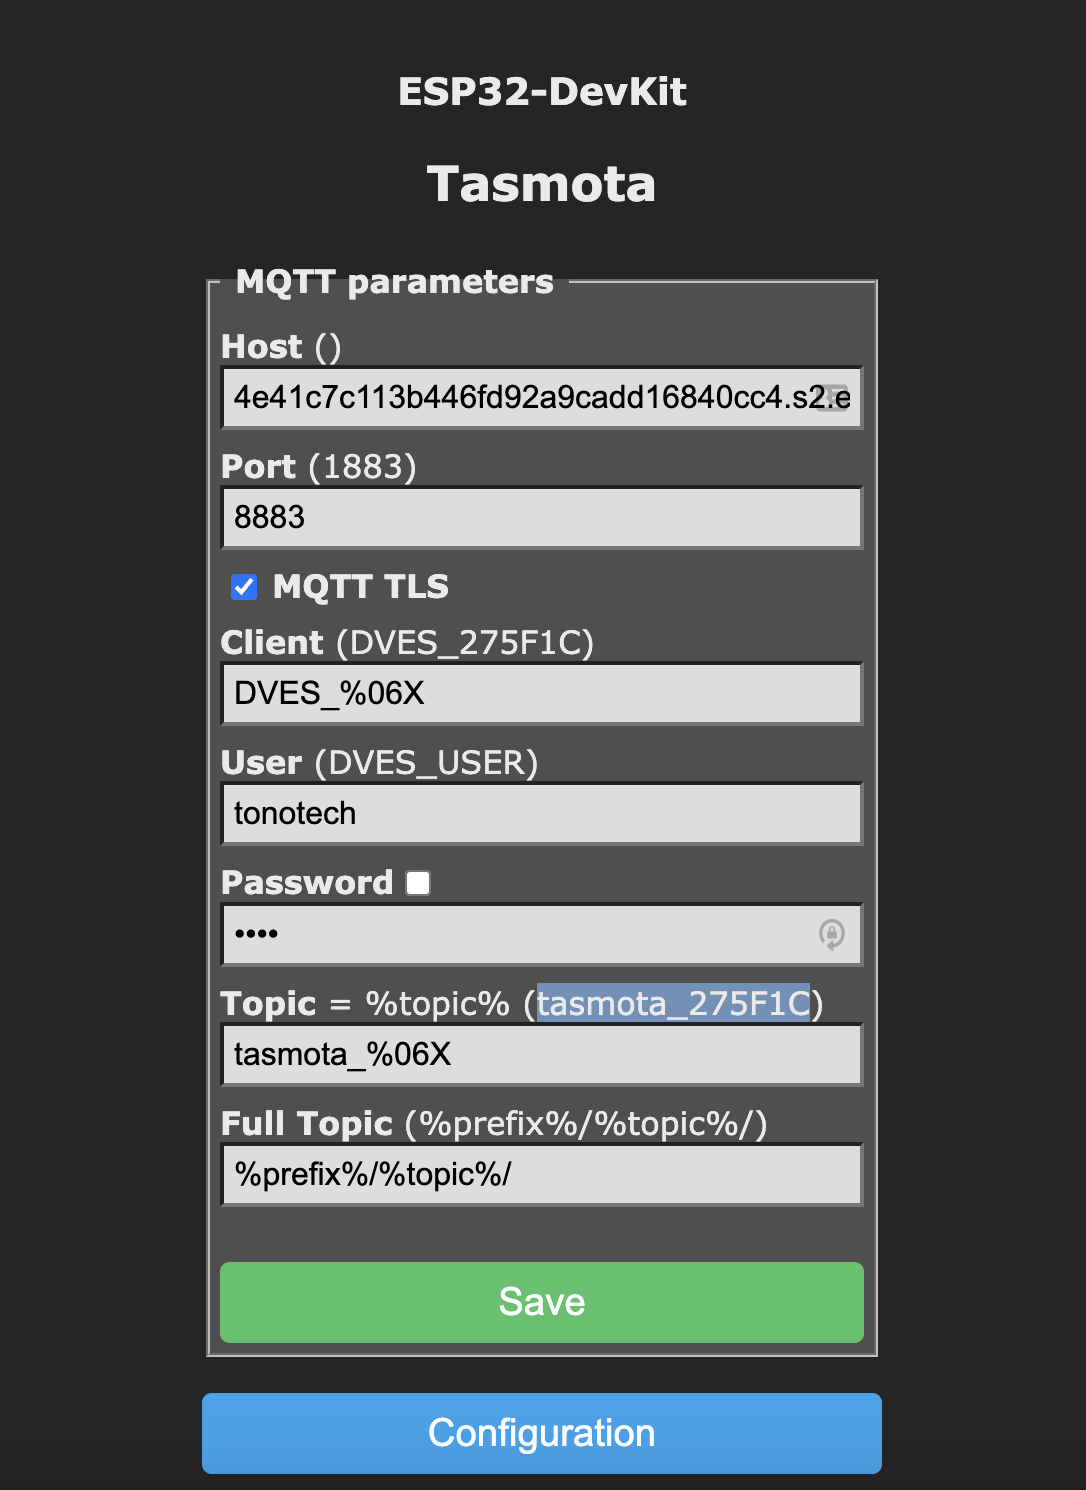 ESP32-DevKit
Tasmota
MQTT parameters
Host ()
4e41c7c113b446fd92a9cadd16840cc4.s2.e
Port (1883)
8883
MQTT TLS
Client (DVES_275F1C)
DVES_%06X
User (DVES_USER)
tonotech
Password
••••
Topic = %topic% (tasmota_275F1C)
tasmota_%06X
Full Topic (%prefix%/%topic%/)
%prefix%/%topic%/
Save
Configuration